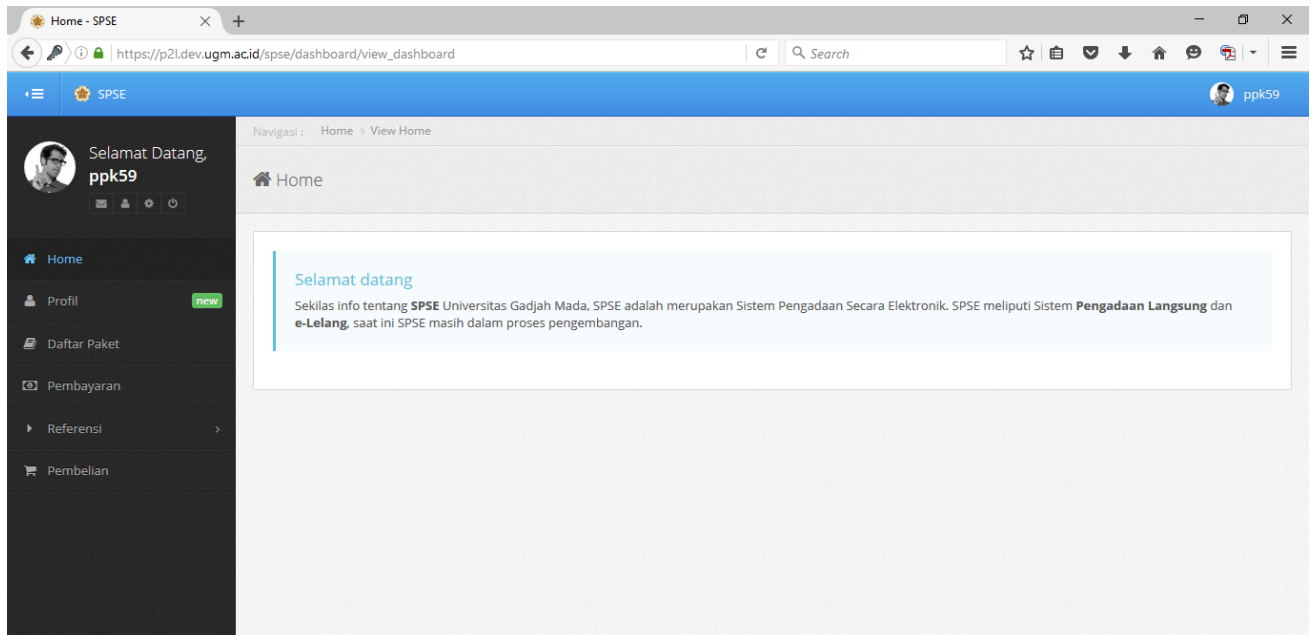 Home - SPSE
https://p2l.dev.ugm.ac.id/spse/dashboard/view_dashboard
Search
SPSE
ppk59
Selamat Datang,
ppk59
Navigasi :
Home
View Home
Home
Home
Profil
new
Daftar Paket
Pembayaran
Referensi
Pembelian
Selamat datang
Sekilas info tentang SPSE Universitas Gadjah Mada, SPSE adalah merupakan Sistem Pengadaan Secara Elektronik. SPSE meliputi Sistem Pengadaan Langsung dan
e-Lelang, saat ini SPSE masih dalam proses pengembangan.